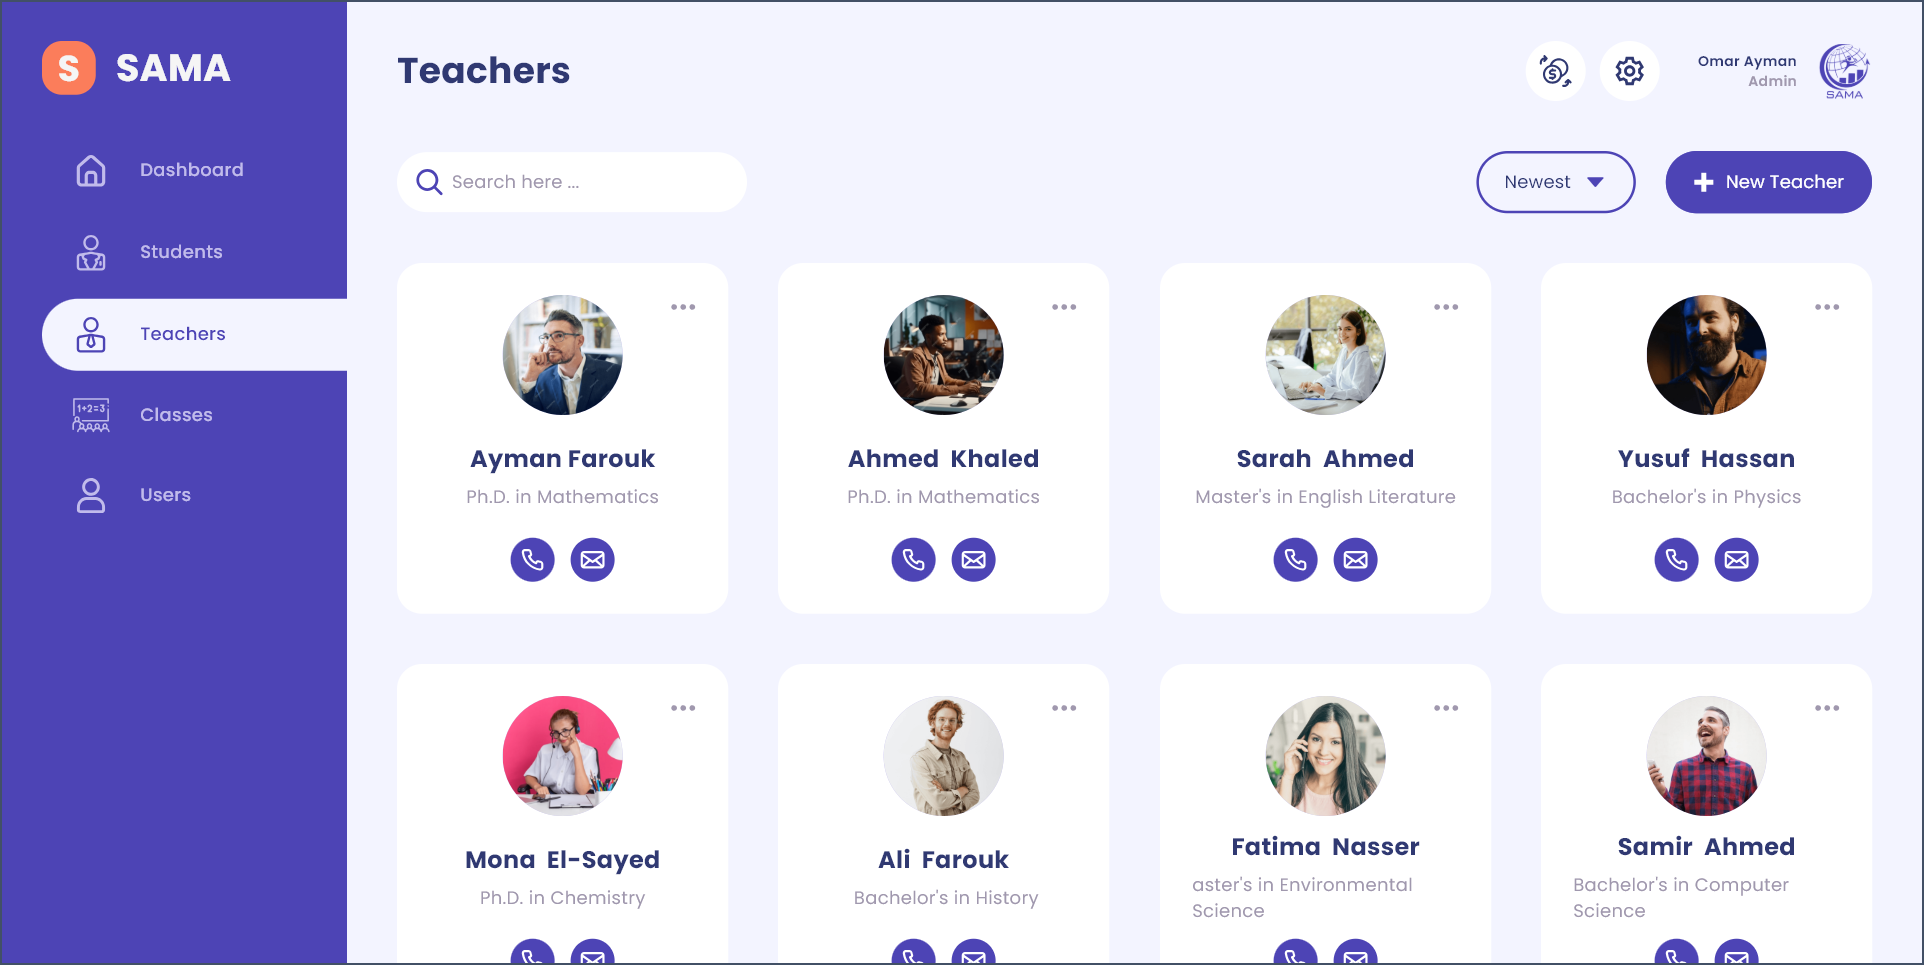 S SAMA
Dashboard
Students
Teachers
1+2=3
Classes
Users
Teachers
Omar Ayman
Admin
SAMA
Search here ...
Newest
New Teacher
Ayman Farouk
Ph.D. in Mathematics
Ahmed Khaled
Ph.D. in Mathematics
Sarah Ahmed
Master's in English Literature
Yusuf Hassan
Bachelor's in Physics
Mona El-Sayed
Ph.D. in Chemistry
Ali Farouk
Bachelor's in History
Fatima Nasser
aster's in Environmental
Science
Samir Ahmed
Bachelor's in Computer
Science